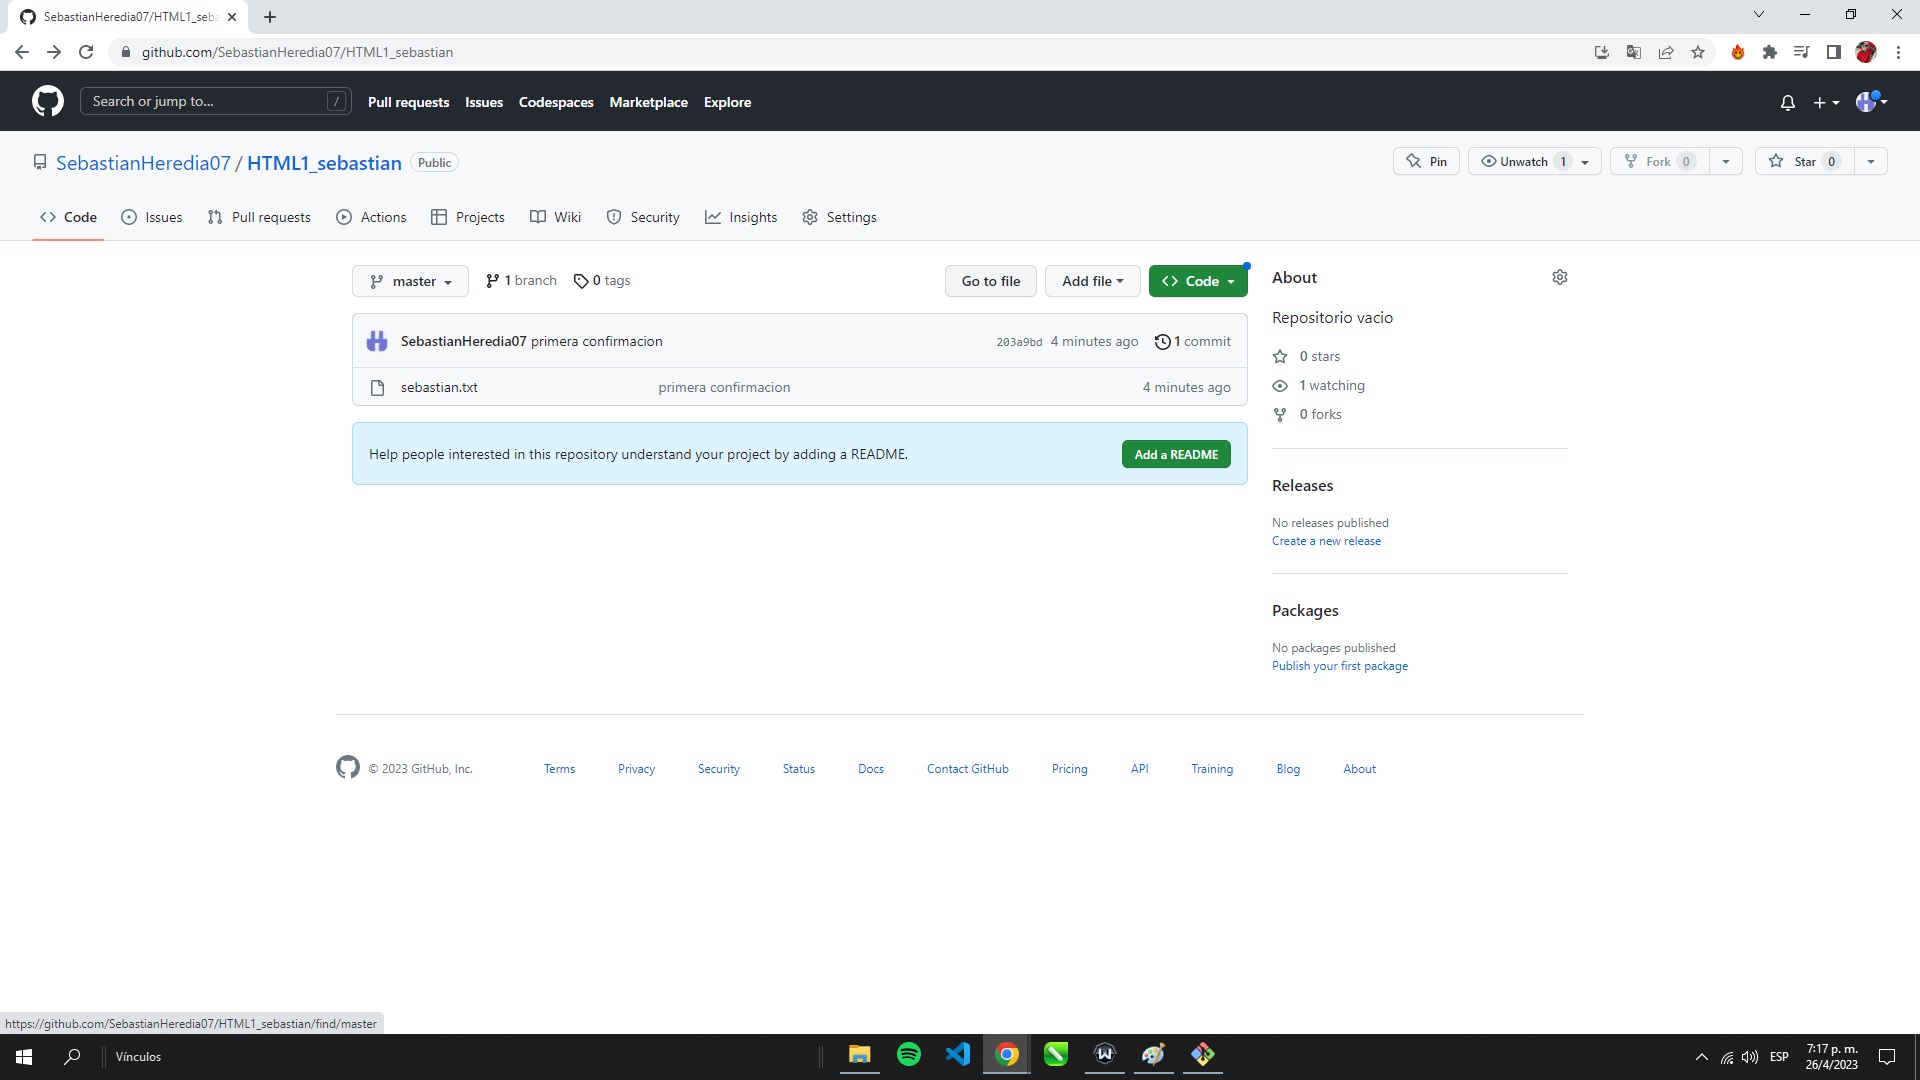 SebastianHeredia07/HTML1_seba
github.com/SebastianHeredia07/HTML1_sebastian
Search or jump to...
/
Pull requests
Issues
Codespaces
Marketplace
Explore
SebastianHeredia07 / HTML1_sebastian
Public
Pin
Unwatch 1
Fork 0
Star 0
Code
Issues
Pull requests
Actions
Projects
Wiki
Security
Insights
Settings
master
1 branch
0 tags
Go to file
Add file
Code
SebastianHeredia07 primera confirmacion
203a9bd 4 minutes ago
1 commit
sebastian.txt
primera confirmacion
4 minutes ago
Help people interested in this repository understand your project by adding a README.
Add a README
About
Repositorio vacio
0 stars
1 watching
0 forks
Releases
No releases published
Create a new release
Packages
No packages published
Publish your first package
© 2023 GitHub, Inc.
Terms
Privacy
Security
Status
Docs
Contact GitHub
Pricing
API
Training
Blog
About
https://github.com/SebastianHeredia07/HTML1_sebastian/find/master
Vínculos
ESP
7:17 p. m.
26/4/2023